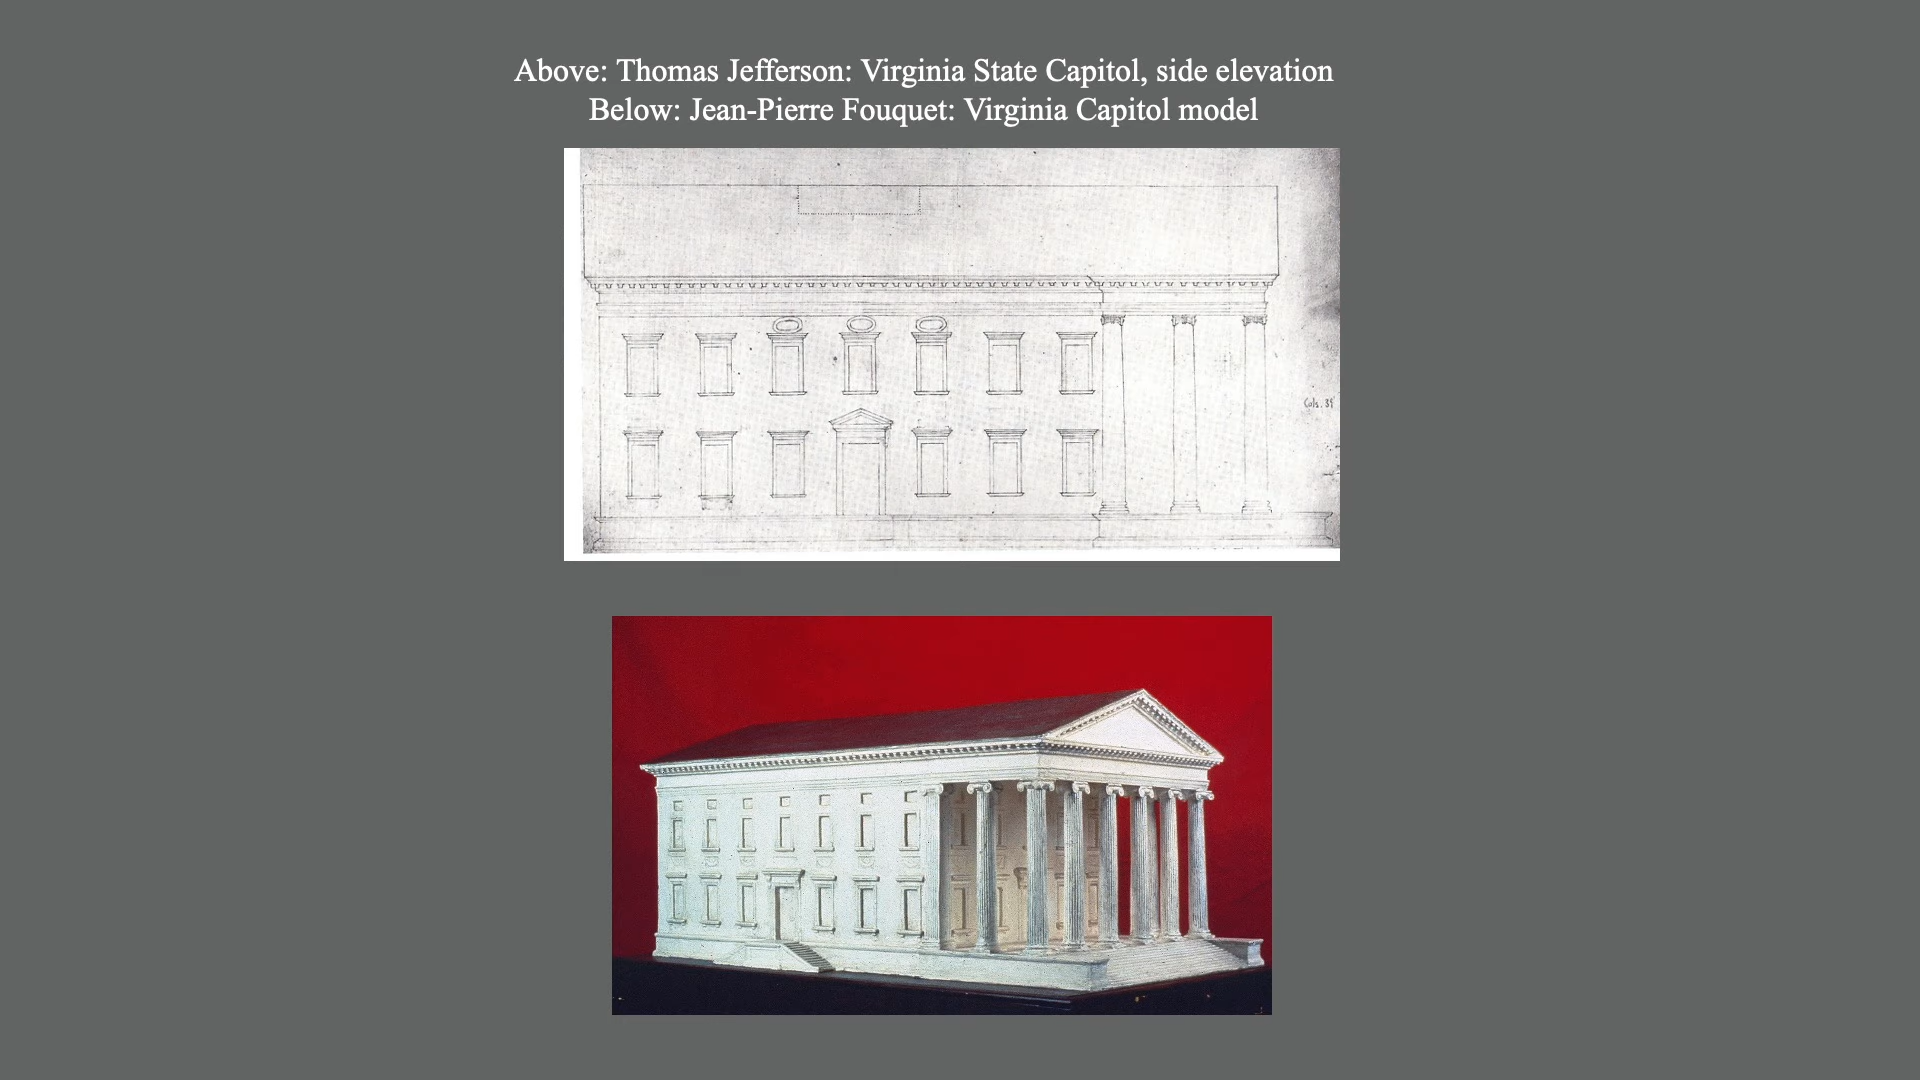 Above: Thomas Jefferson: Virginia State Capitol, side elevation
Below: Jean-Pierre Fouquet: Virginia Capitol model